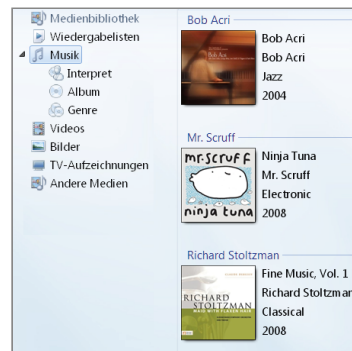 Medienbibliothek
Wiedergabelisten
Musik
Interpret
Album
Genre
Videos
Bilder
TV-Aufzeichnungen
Andere Medien
Bob Acri
Bob Acri
Bob Acri
Jazz
2004
Mr. Scruff
mr.scruff
ninja tuna
Ninja Tuna
Mr. Scruff
Electronic
2008
Richard Stoltzman
RICHARD
STOLTZMAN
Fine Music, Vol. 1
Richard Stoltzman
Classical
2008